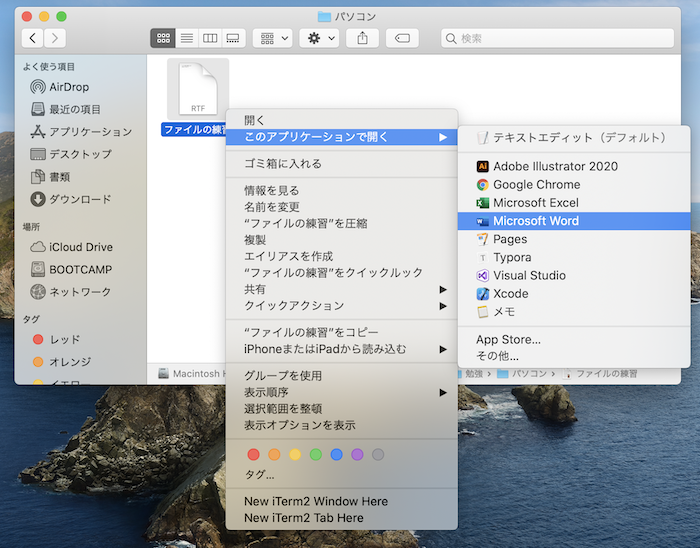 パソコン
検索
よく使う項目
AirDrop
最近の項目
アプリケーション
デスクトップ
書類
ダウンロード
場所
iCloud Drive
BOOTCAMP
ネットワーク
タグ
レッド
オレンジ
イエロー
RTF
ファイルの練習
開く
このアプリケーションで開く
ゴミ箱に入れる
情報を見る
名前を変更
“ファイルの練習”を圧縮
複製
エイリアスを作成
“ファイルの練習”をクイックルック
共有
クイックアクション
“ファイルの練習”をコピー
iPhoneまたはiPadから読み込む
グループを使用
表示順序
選択範囲を整頓
表示オプションを表示
タグ...
New iTerm2 Window Here
New iTerm2 Tab Here
テキストエディット（デフォルト）
Adobe Illustrator 2020
Google Chrome
Microsoft Excel
Microsoft Word
Pages
Typora
Visual Studio
Xcode
メモ
App Store...
その他...
Macintosh
勉強 › パソコン › ファイルの練習